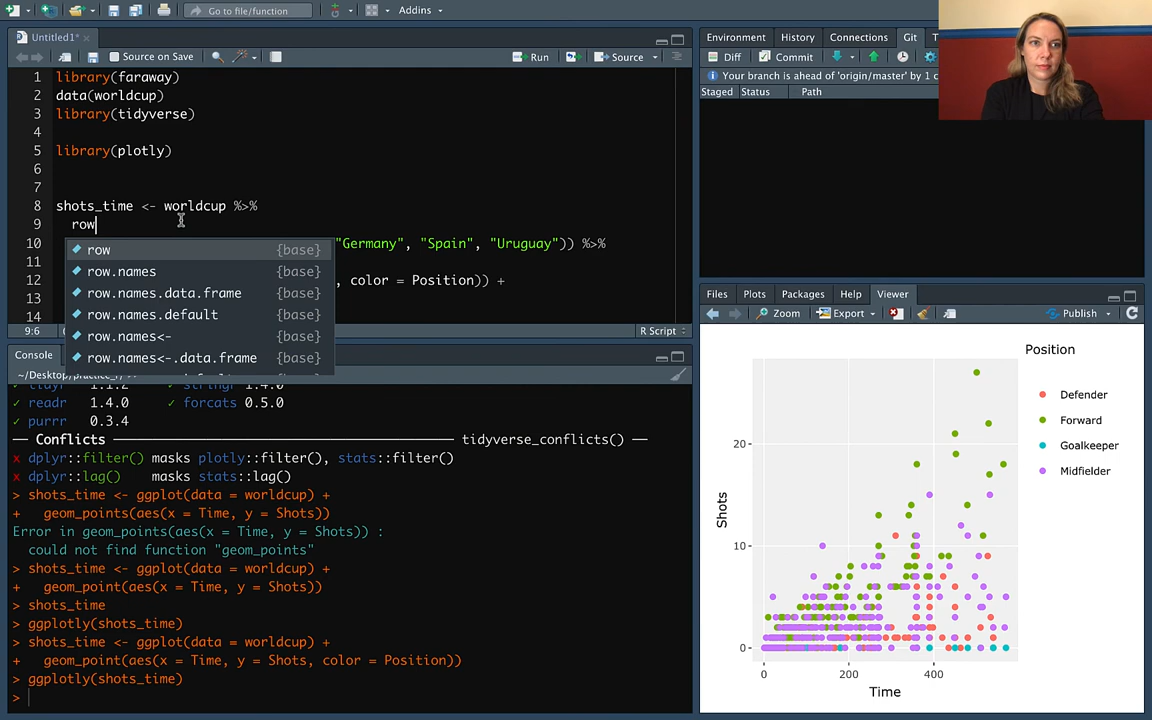 Go to file/function
Addins
Untitled1*
Source on Save
Run
Source
1 library(faraway)
2 data(worldcup)
3 library(tidyverse)
4
5 library(plotly)
6
7
8 shots_time <- worldcup %>%
9 row
10 "Germany", "Spain", "Uruguay")) %>%
11
12 , color = Position)) +
13
14
row {base}
row.names {base}
row.names.data.frame {base}
row.names.default {base}
row.names<- {base}
row.names<-.data.frame {base}
9:6
R Script
Console
~/Desktop/practice_r/
1.1.2 ✓ stringr 1.4.0
✓ readr 1.4.0 ✓ forcats 0.5.0
✓ purrr 0.3.4
── Conflicts ── tidyverse_conflicts() ──
x dplyr::filter() masks plotly::filter(), stats::filter()
x dplyr::lag() masks stats::lag()
> shots_time <- ggplot(data = worldcup) +
+ geom_points(aes(x = Time, y = Shots))
Error in geom_points(aes(x = Time, y = Shots)) :
could not find function "geom_points"
> shots_time <- ggplot(data = worldcup) +
+ geom_point(aes(x = Time, y = Shots))
> shots_time
> ggplotly(shots_time)
> shots_time <- ggplot(data = worldcup) +
+ geom_point(aes(x = Time, y = Shots, color = Position))
> ggplotly(shots_time)
>
Environment History Connections Git T
Diff Commit
Your branch is ahead of 'origin/master' by 1 c
Staged Status Path
Files Plots Packages Help Viewer
Zoom Export Publish
Position
Defender
Forward
Goalkeeper
Midfielder
Shots
20
10
0
0 200 400
Time